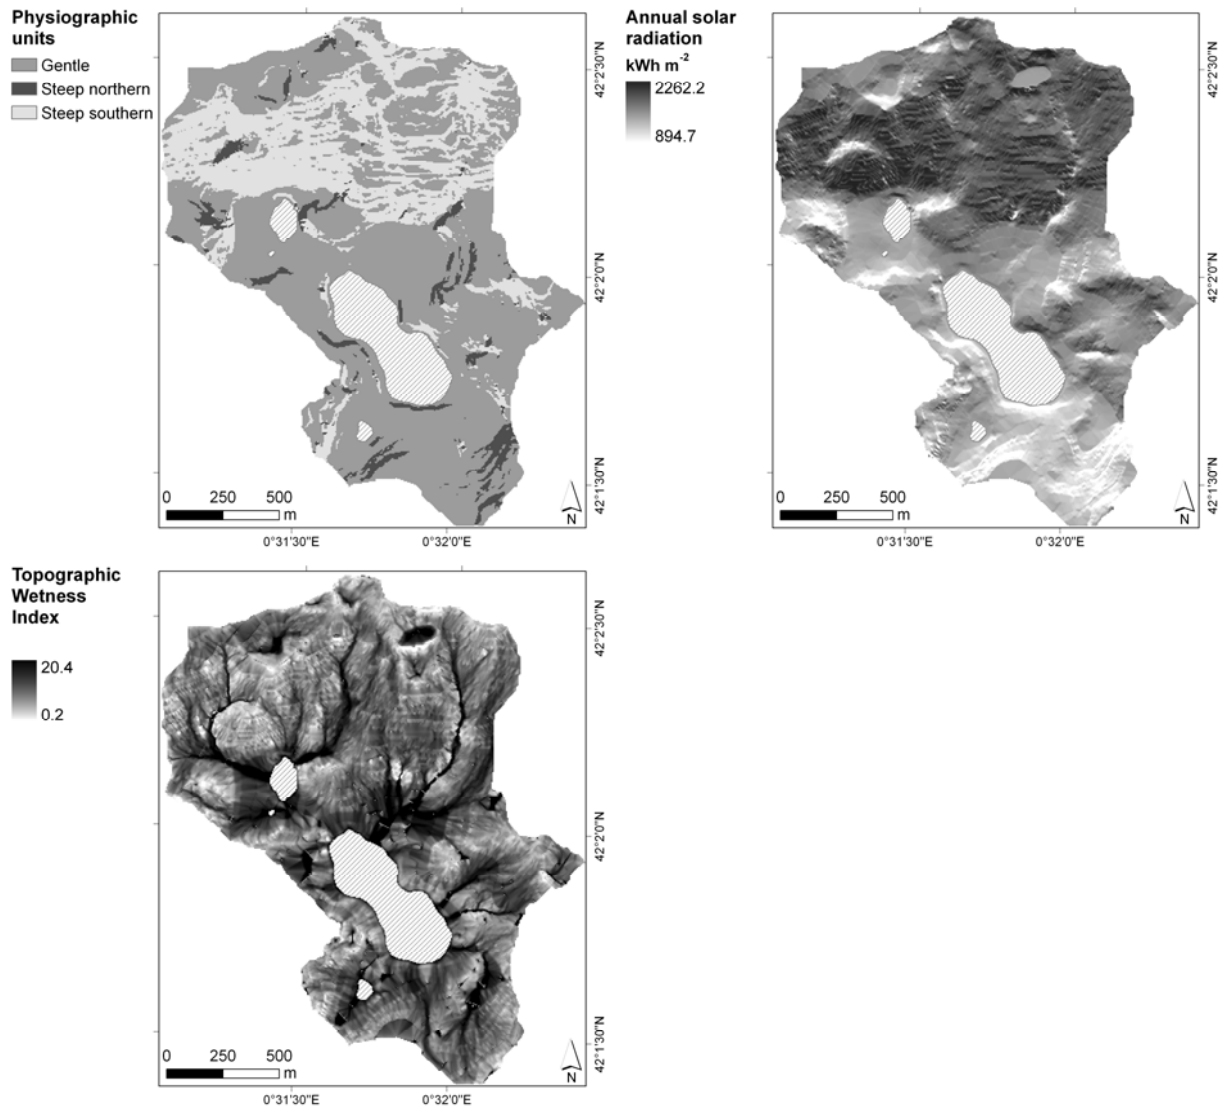 Physiographic
units
Gentle
Steep northern
Steep southern
0 250 500
m
N
0°31'30"E 0°32'0"E
42°2'30"N
42°2'0"N
42°1'30"N
Annual solar
radiation
kWh m-2
2262.2
894.7
0 250 500
m
N
0°31'30"E 0°32'0"E
42°2'30"N
42°2'0"N
42°1'30"N
Topographic
Wetness
Index
20.4
0.2
0 250 500
m
N
0°31'30"E 0°32'0"E
42°2'30"N
42°2'0"N
42°1'30"N